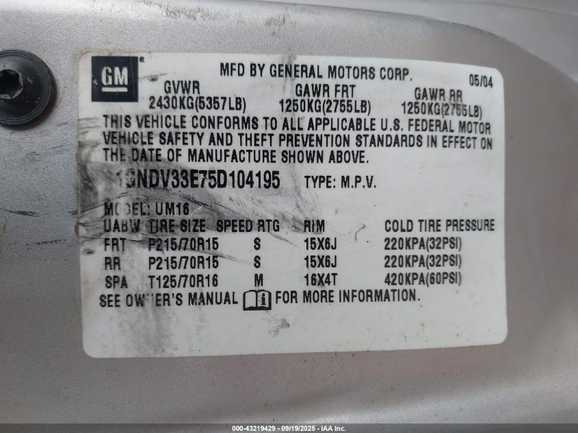 GM
MFD BY GENERAL MOTORS CORP. 05/04
GVWR GAWR FRT GAWR RR
2430KG(5357LB) 1250KG(2755LB) 1250KG(2755LB)
THIS VEHICLE CONFORMS TO ALL APPLICABLE U.S. FEDERAL MOTOR
VEHICLE SAFETY AND THEFT PREVENTION STANDARDS IN EFFECT ON
THE DATE OF MANUFACTURE SHOWN ABOVE.
1GNDV33E75D104195 TYPE: M.P.V.
MODEL: UM16
UABW TIRE SIZE SPEED RTG RIM COLD TIRE PRESSURE
FRT P215/70R15 S 15X6J 220KPA(32PSI)
RR P215/70R15 S 15X6J 220KPA(32PSI)
SPA T125/70R16 M 16X4T 420KPA(60PSI)
SEE OWNER'S MANUAL FOR MORE INFORMATION.
000-43219429 - 09/19/2025 - IAA Inc.